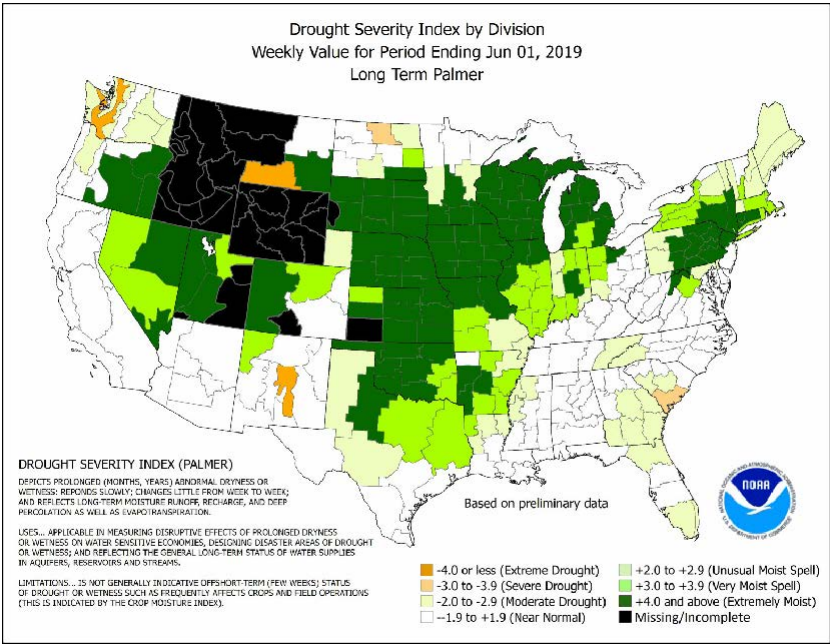 Drought Severity Index by Division
Weekly Value for Period Ending Jun 01, 2019
Long Term Palmer
DROUGHT SEVERITY INDEX (PALMER)
DEPICTS PROLONGED (MONTHS, YEARS) ABNORMAL DRYNESS OR
WETNESS: REPONDS SLOWLY; CHANGES LITTLE FROM WEEK TO WEEK;
AND REFLECTS LONG-TERM MOISTURE RUNOFF, RECHARGE, AND DEEP
PERCOLATION AS WELL AS EVAPOTRANSPIRATION.
USES... APPLICABLE IN MEASURING DISRUPTIVE EFFECTS OF PROLONGED DRYNESS
OR WETNESS ON WATER SENSITIVE ECONOMIES, DESIGNING DISASTER AREAS OF DROUGHT
OR WETNESS; AND REFLECTING THE GENERAL LONG-TERM STATUS OF WATER SUPPLIES
IN AQUIFERS, RESERVOIRS AND STREAMS.
LIMITATIONS... IS NOT GENERALLY INDICATIVE OFFSHORT-TERM (FEW WEEKS) STATUS
OF DROUGHT OR WETNESS SUCH AS FREQUENTLY AFFECTS CROPS AND FIELD OPERATIONS
(THIS IS INDICATED BY THE CROP MOISTURE INDEX).
Based on preliminary data
NATIONAL OCEANIC AND ATMOSPHERIC ADMINISTRATION
NOAA
U.S. DEPARTMENT OF COMMERCE
-4.0 or less (Extreme Drought)
-3.0 to -3.9 (Severe Drought)
-2.0 to -2.9 (Moderate Drought)
--1.9 to +1.9 (Near Normal)
+2.0 to +2.9 (Unusual Moist Spell)
+3.0 to +3.9 (Very Moist Spell)
+4.0 and above (Extremely Moist)
Missing/Incomplete